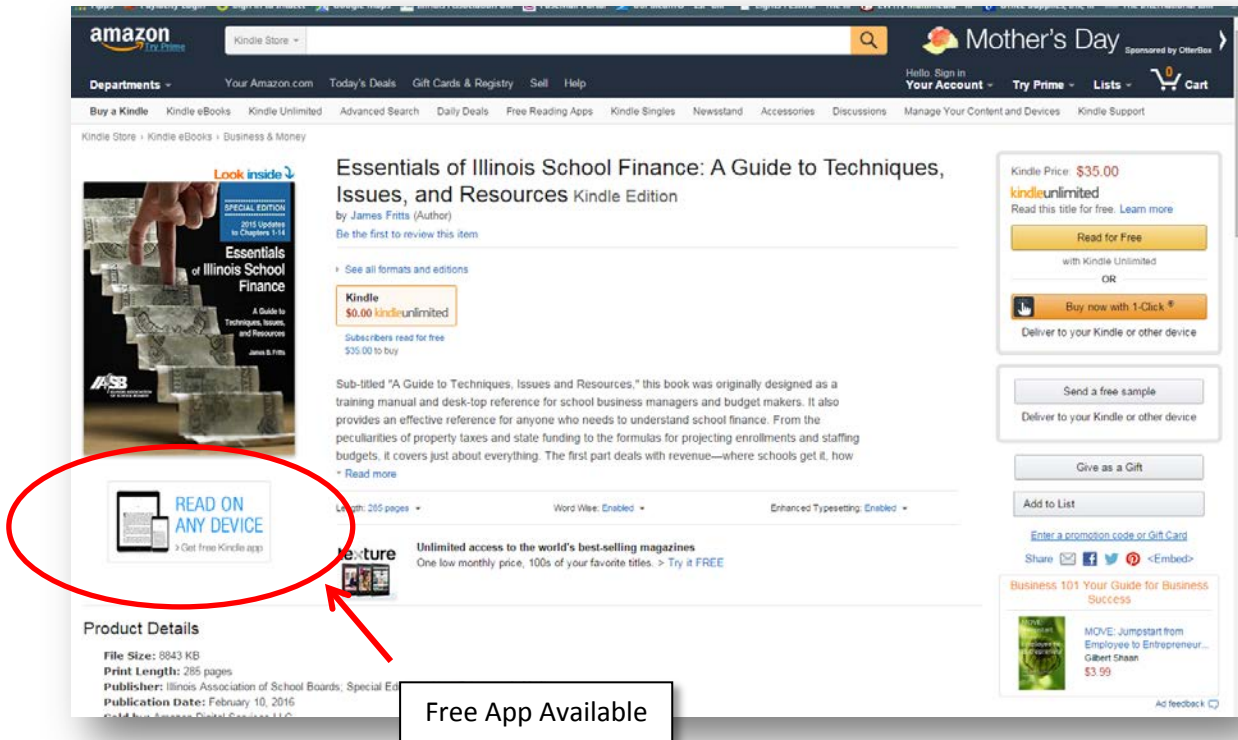 amazon
Try Prime
Kindle Store
Mother's Day Sponsored by OtterBox
Departments
Your Amazon.com Today's Deals Gift Cards & Registry Sell Help
Hello. Sign in
Your Account Try Prime Lists 0 Cart
Buy a Kindle Kindle eBooks Kindle Unlimited Advanced Search Daily Deals Free Reading Apps Kindle Singles Newsstand Accessories Discussions Manage Your Content and Devices Kindle Support
Kindle Store › Kindle eBooks › Business & Money
Look inside
SPECIAL EDITION
2015 Updates
to Chapters 1-14
Essentials
of Illinois School
Finance
A Guide to
Techniques, Issues,
and Resources
James B. Fritts
IASB
Essentials of Illinois School Finance: A Guide to Techniques,
Issues, and Resources Kindle Edition
by James Fritts (Author)
Be the first to review this item
See all formats and editions
Kindle
$0.00 kindleunlimited
Subscribers read for free
$35.00 to buy
Sub-titled "A Guide to Techniques, Issues and Resources," this book was originally designed as a
training manual and desk-top reference for school business managers and budget makers. It also
provides an effective reference for anyone who needs to understand school finance. From the
peculiarities of property taxes and state funding to the formulas for projecting enrollments and staffing
budgets, it covers just about everything. The first part deals with revenue—where schools get it, how
Read more
Length: 285 pages Word Wise: Enabled Enhanced Typesetting: Enabled
texture
Unlimited access to the world's best-selling magazines
One low monthly price, 100s of your favorite titles. > Try it FREE
READ ON
ANY DEVICE
> Get free Kindle app
Kindle Price: $35.00
kindleunlimited
Read this title for free. Learn more
Read for Free
with Kindle Unlimited
OR
Buy now with 1-Click ®
Deliver to your Kindle or other device
Send a free sample
Deliver to your Kindle or other device
Give as a Gift
Add to List
Enter a promotion code or Gift Card
Share <Embed>
Business 101 Your Guide for Business
Success
MOVE: Jumpstart from
Employee to Entrepreneur...
Gilbert Shaan
$3.99
Ad feedback
Product Details
File Size: 8843 KB
Print Length: 285 pages
Publisher: Illinois Association of School Boards; Special Ed
Publication Date: February 10, 2016
Free App Available